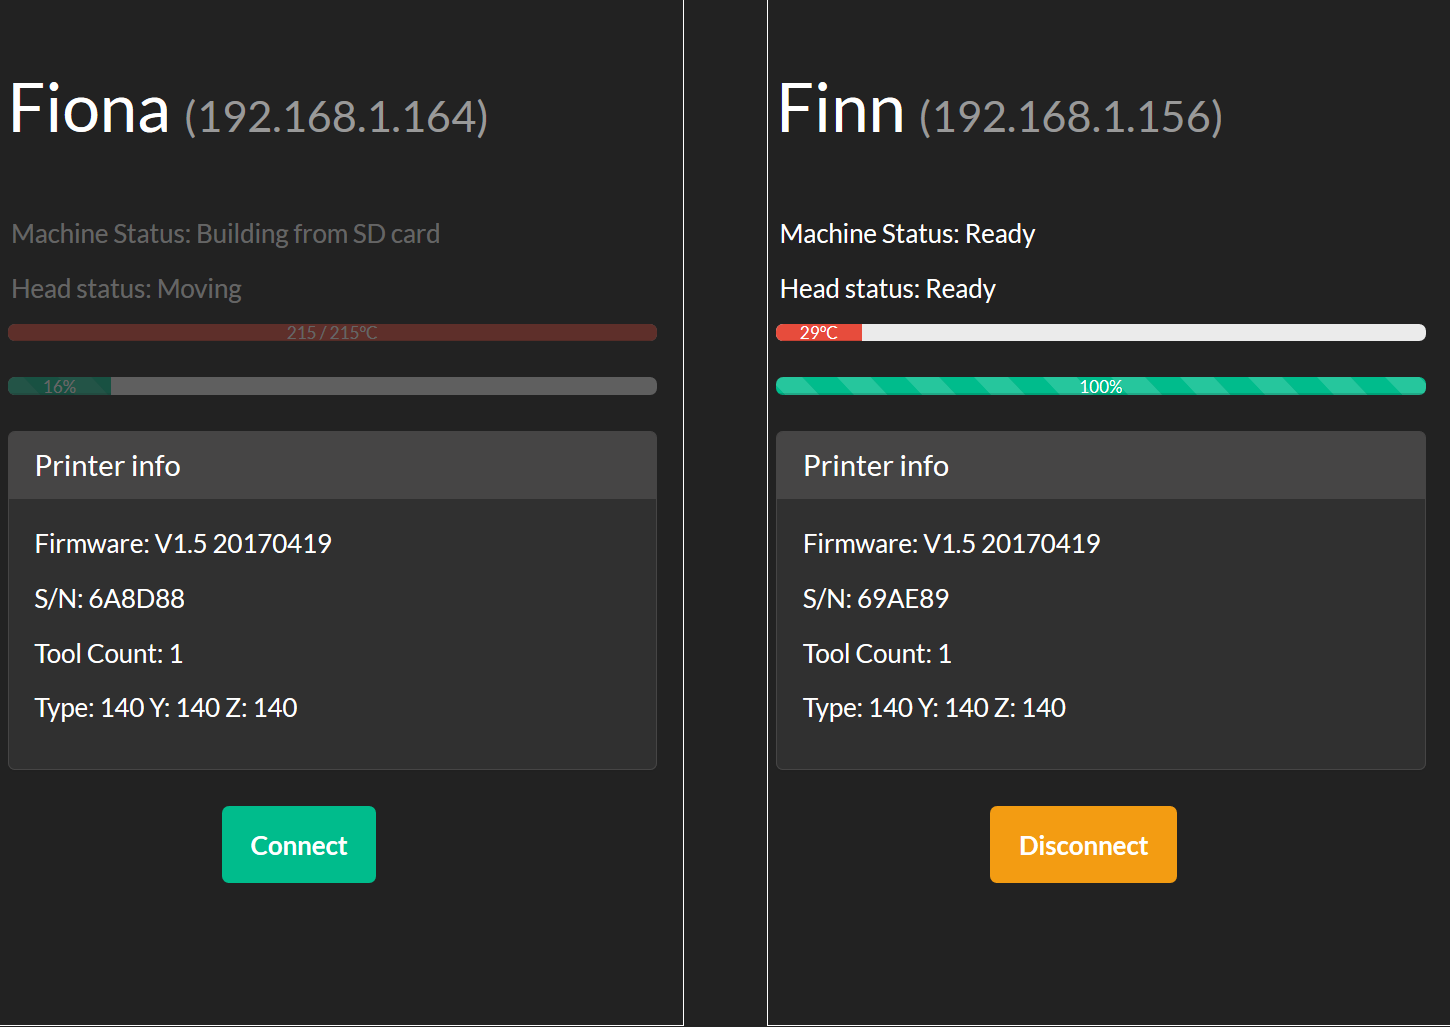 Fiona (192.168.1.164)
Machine Status: Building from SD card
Head status: Moving
215 / 215°C
16%
Printer info
Firmware: V1.5 20170419
S/N: 6A8D88
Tool Count: 1
Type: 140 Y: 140 Z: 140
Connect
Finn (192.168.1.156)
Machine Status: Ready
Head status: Ready
29°C
100%
Printer info
Firmware: V1.5 20170419
S/N: 69AE89
Tool Count: 1
Type: 140 Y: 140 Z: 140
Disconnect